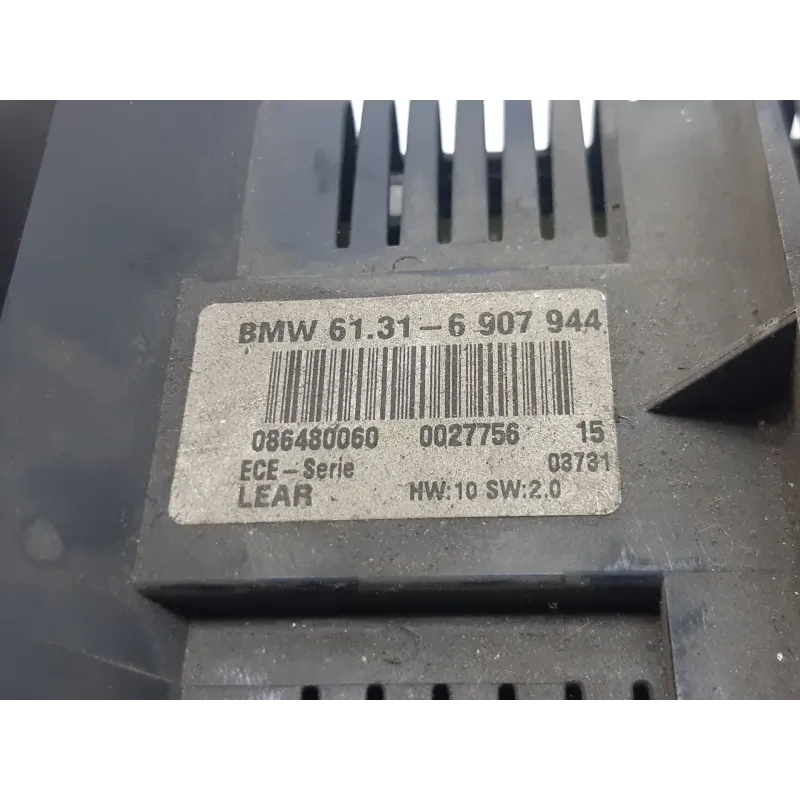 BMW 61.31-6 907 944
086480060 0027756 15
ECE-Serie 03731
LEAR HW:10 SW:2.0